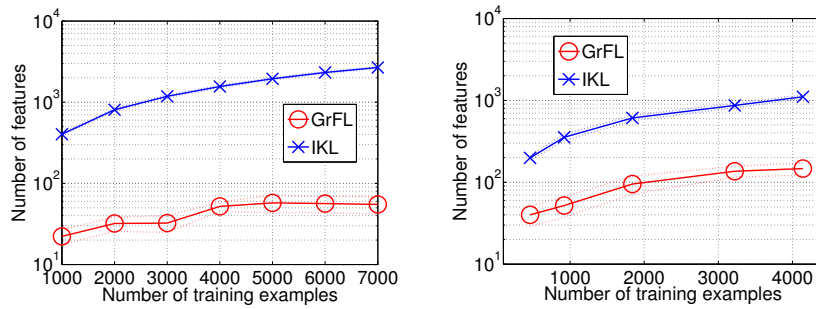 10^4
10^3
10^2
10^1
Number of features
GrFL
IKL
1000 2000 3000 4000 5000 6000 7000
Number of training examples
10^4
10^3
10^2
10^1
Number of features
GrFL
IKL
1000 2000 3000 4000
Number of training examples